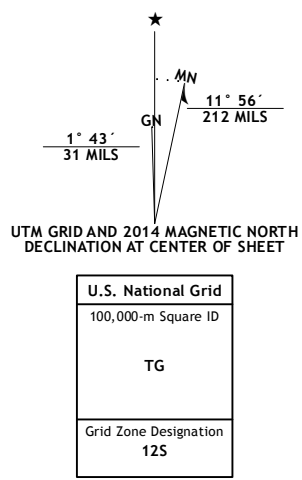 ★
MN
GN
11° 56´
212 MILS
1° 43´
31 MILS
UTM GRID AND 2014 MAGNETIC NORTH
DECLINATION AT CENTER OF SHEET
U.S. National Grid
100,000-m Square ID
TG
Grid Zone Designation
12S